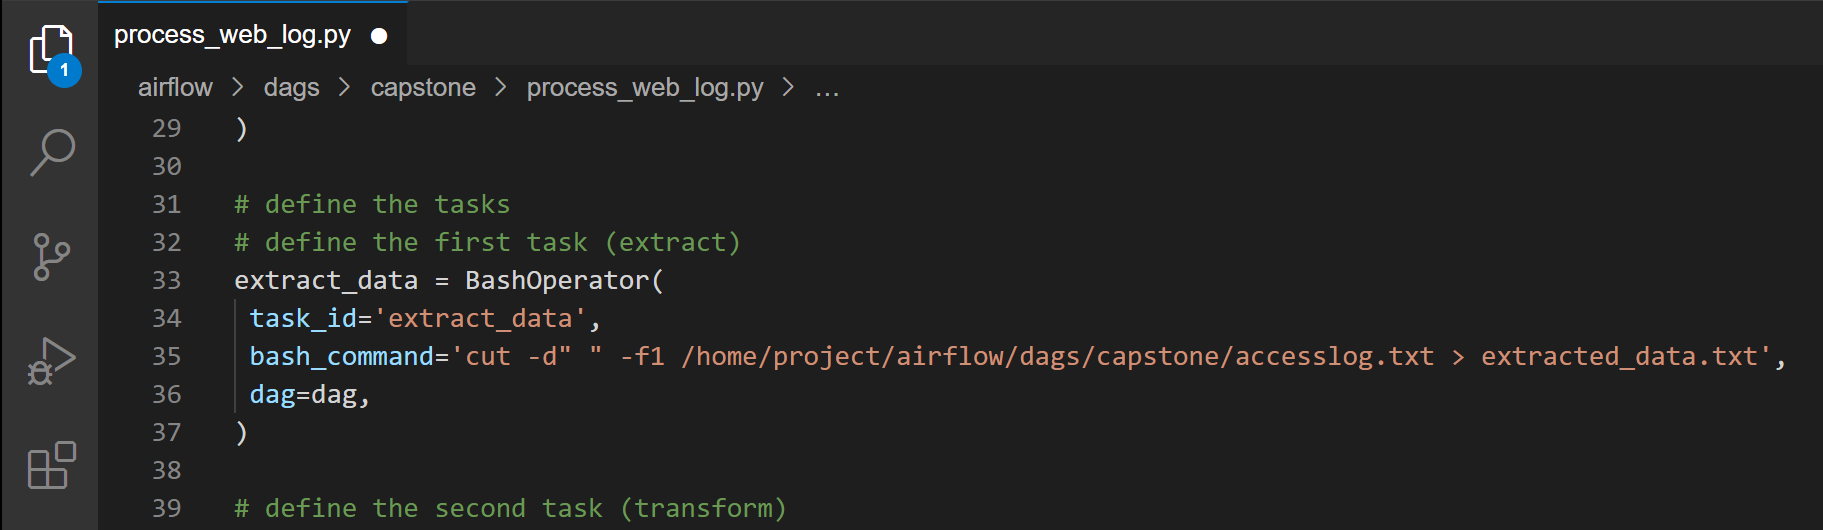 process_web_log.py ●
1
airflow > dags > capstone > process_web_log.py > ...
29 )
30
31 # define the tasks
32 # define the first task (extract)
33 extract_data = BashOperator(
34 task_id='extract_data',
35 bash_command='cut -d" " -f1 /home/project/airflow/dags/capstone/accesslog.txt > extracted_data.txt',
36 dag=dag,
37 )
38
39 # define the second task (transform)